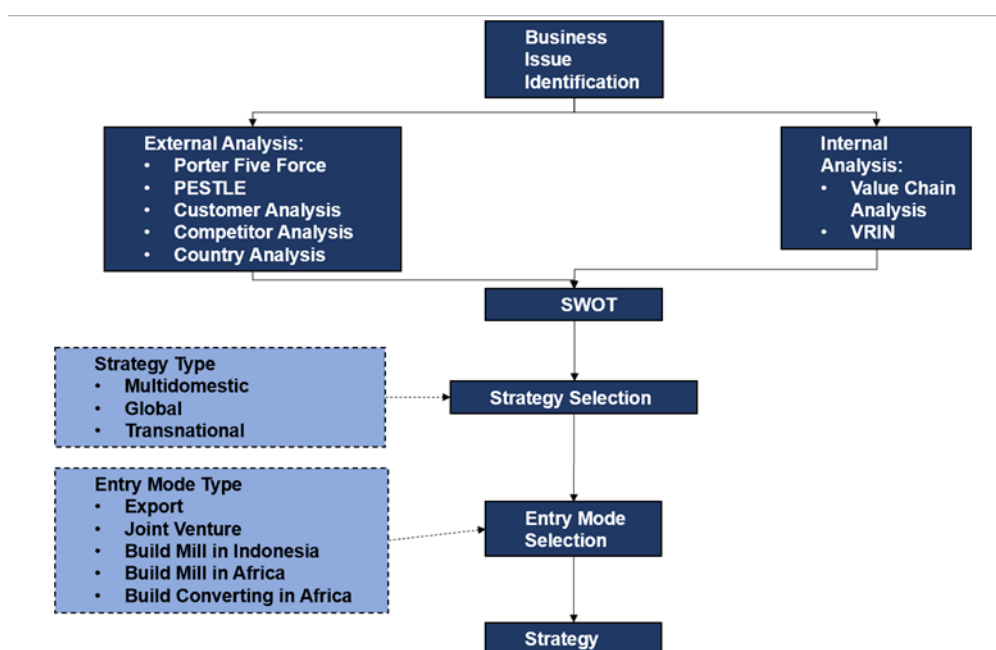 Business
Issue
Identification
External Analysis:
• Porter Five Force
• PESTLE
• Customer Analysis
• Competitor Analysis
• Country Analysis
Internal
Analysis:
• Value Chain
Analysis
• VRIN
SWOT
Strategy Type
• Multidomestic
• Global
• Transnational
Strategy Selection
Entry Mode Type
• Export
• Joint Venture
• Build Mill in Indonesia
• Build Mill in Africa
• Build Converting in Africa
Entry Mode
Selection
Strategy